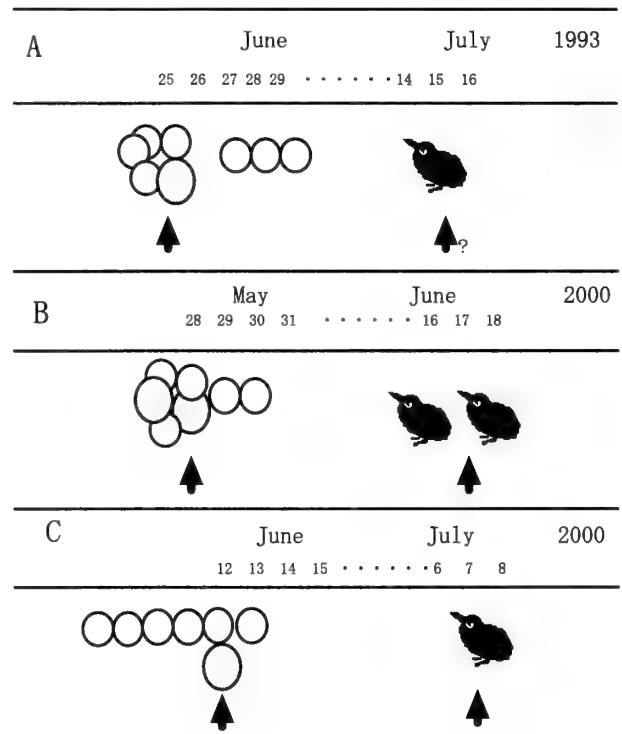 A June July 1993
25 26 27 28 29 · · · · · · 14 15 16
?
B May June 2000
28 29 30 31 · · · · · · 16 17 18
C June July 2000
12 13 14 15 · · · · · · 6 7 8